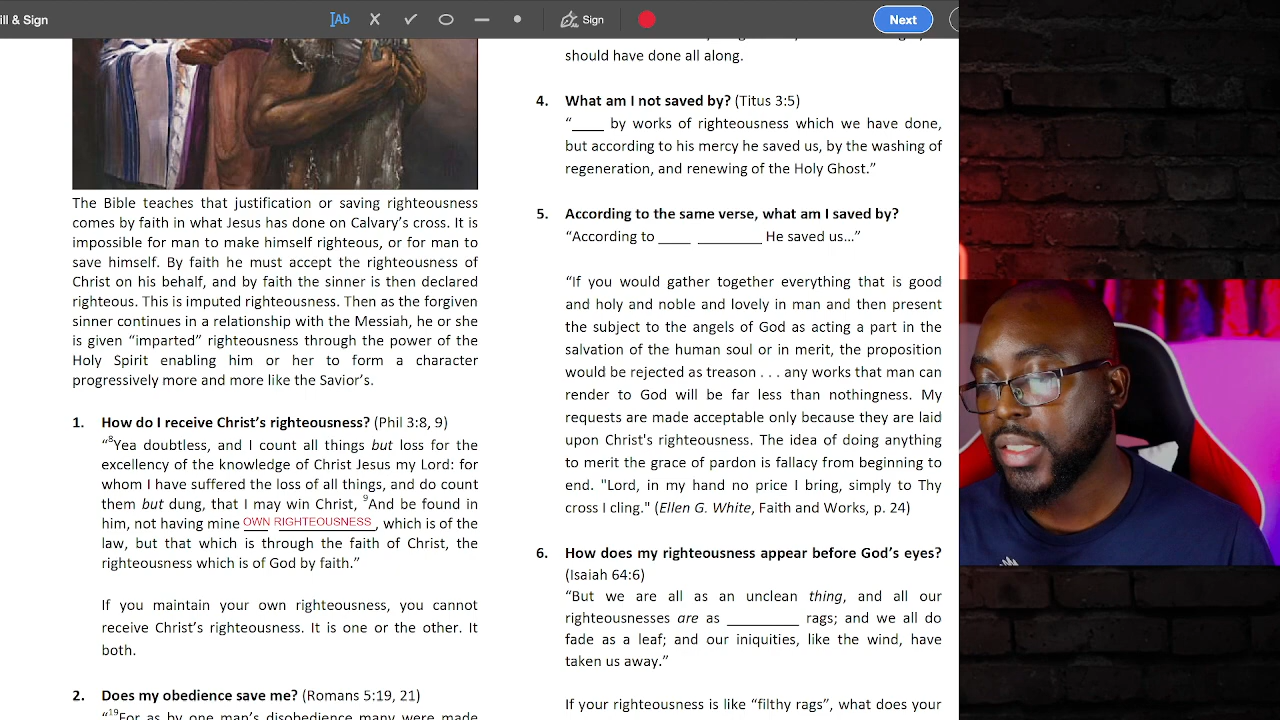 ill & Sign
Ab
Sign
Next
The Bible teaches that justification or saving righteousness
comes by faith in what Jesus has done on Calvary's cross. It is
impossible for man to make himself righteous, or for man to
save himself. By faith he must accept the righteousness of
Christ on his behalf, and by faith the sinner is then declared
righteous. This is imputed righteousness. Then as the forgiven
sinner continues in a relationship with the Messiah, he or she
is given “imparted” righteousness through the power of the
Holy Spirit enabling him or her to form a character
progressively more and more like the Savior's.
1. How do I receive Christ's righteousness? (Phil 3:8, 9)
“8Yea doubtless, and I count all things but loss for the
excellency of the knowledge of Christ Jesus my Lord: for
whom I have suffered the loss of all things, and do count
them but dung, that I may win Christ, 9And be found in
him, not having mine OWN RIGHTEOUSNESS, which is of the
law, but that which is through the faith of Christ, the
righteousness which is of God by faith.”
If you maintain your own righteousness, you cannot
receive Christ's righteousness. It is one or the other. It
both.
2. Does my obedience save me? (Romans 5:19, 21)
“19For as by one man's disobedience many were made
should have done all along.
4. What am I not saved by? (Titus 3:5)
“____ by works of righteousness which we have done,
but according to his mercy he saved us, by the washing of
regeneration, and renewing of the Holy Ghost.”
5. According to the same verse, what am I saved by?
“According to ____ ________ He saved us…”
“If you would gather together everything that is good
and holy and noble and lovely in man and then present
the subject to the angels of God as acting a part in the
salvation of the human soul or in merit, the proposition
would be rejected as treason . . . any works that man can
render to God will be far less than nothingness. My
requests are made acceptable only because they are laid
upon Christ's righteousness. The idea of doing anything
to merit the grace of pardon is fallacy from beginning to
end. "Lord, in my hand no price I bring, simply to Thy
cross I cling." (Ellen G. White, Faith and Works, p. 24)
6. How does my righteousness appear before God's eyes?
(Isaiah 64:6)
“But we are all as an unclean thing, and all our
righteousnesses are as _________ rags; and we all do
fade as a leaf; and our iniquities, like the wind, have
taken us away.”
If your righteousness is like “filthy rags”, what does your